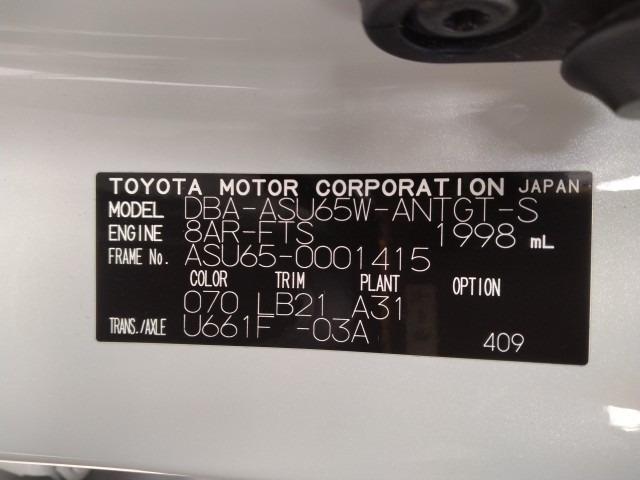 TOYOTA MOTOR CORPORATION JAPAN
MODEL DBA-ASU65W-ANTGT-S
ENGINE 8AR-FTS 1998 mL
FRAME No. ASU65-0001415
COLOR TRIM PLANT OPTION
070 LB21 A31
TRANS./AXLE U661F -03A
409